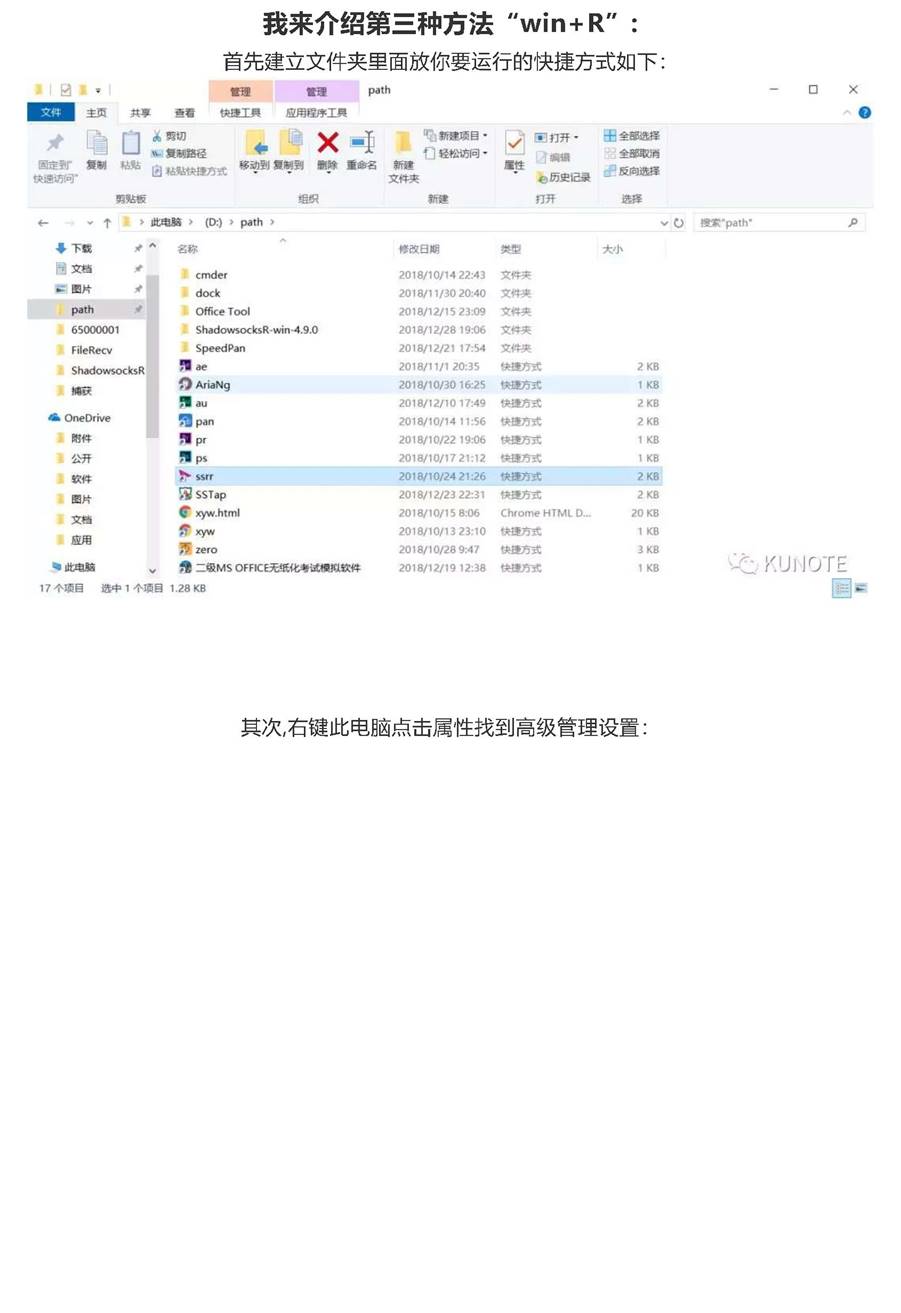 我来介绍第三种方法“win+R”：
首先建立文件夹里面放你要运行的快捷方式如下：
管理 管理 path
文件 主页 共享 查看 快捷工具 应用程序工具
固定到"快速访问" 复制 粘贴 剪切 复制路径 粘贴快捷方式 移动到 复制到 删除 重命名 新建文件夹 新建项目 轻松访问 属性 打开 编辑 历史记录 全部选择 全部取消 反向选择
剪贴板 组织 新建 打开 选择
此电脑 > (D:) > path > 搜索"path"
下载
文档
图片
path
65000001
FileRecv
ShadowsocksR
捕获
OneDrive
附件
公开
软件
图片
文档
应用
此电脑
名称 修改日期 类型 大小
cmder 2018/10/14 22:43 文件夹
dock 2018/11/30 20:40 文件夹
Office Tool 2018/12/15 23:09 文件夹
ShadowsocksR-win-4.9.0 2018/12/28 19:06 文件夹
SpeedPan 2018/12/21 17:54 文件夹
ae 2018/11/1 20:35 快捷方式 2 KB
AriaNg 2018/10/30 16:25 快捷方式 1 KB
au 2018/12/10 17:49 快捷方式 2 KB
pan 2018/10/14 11:56 快捷方式 2 KB
pr 2018/10/22 19:06 快捷方式 1 KB
ps 2018/10/17 21:12 快捷方式 1 KB
ssrr 2018/10/24 21:26 快捷方式 2 KB
SSTap 2018/12/23 22:31 快捷方式 2 KB
xyw.html 2018/10/15 8:06 Chrome HTML D... 20 KB
xyw 2018/10/13 23:10 快捷方式 1 KB
zero 2018/10/28 9:47 快捷方式 3 KB
二级MS OFFICE无纸化考试模拟软件 2018/12/19 12:38 快捷方式 1 KB
KUNOTE
17 个项目 选中 1 个项目 1.28 KB
其次,右键此电脑点击属性找到高级管理设置：